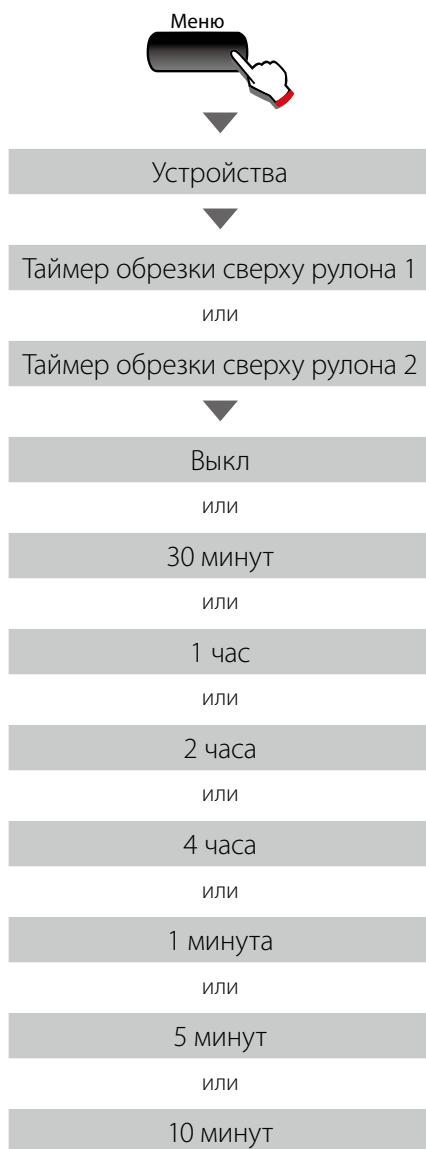 Меню
Устройства
Таймер обрезки сверху рулона 1
или
Таймер обрезки сверху рулона 2
Выкл
или
30 минут
или
1 час
или
2 часа
или
4 часа
или
1 минута
или
5 минут
или
10 минут